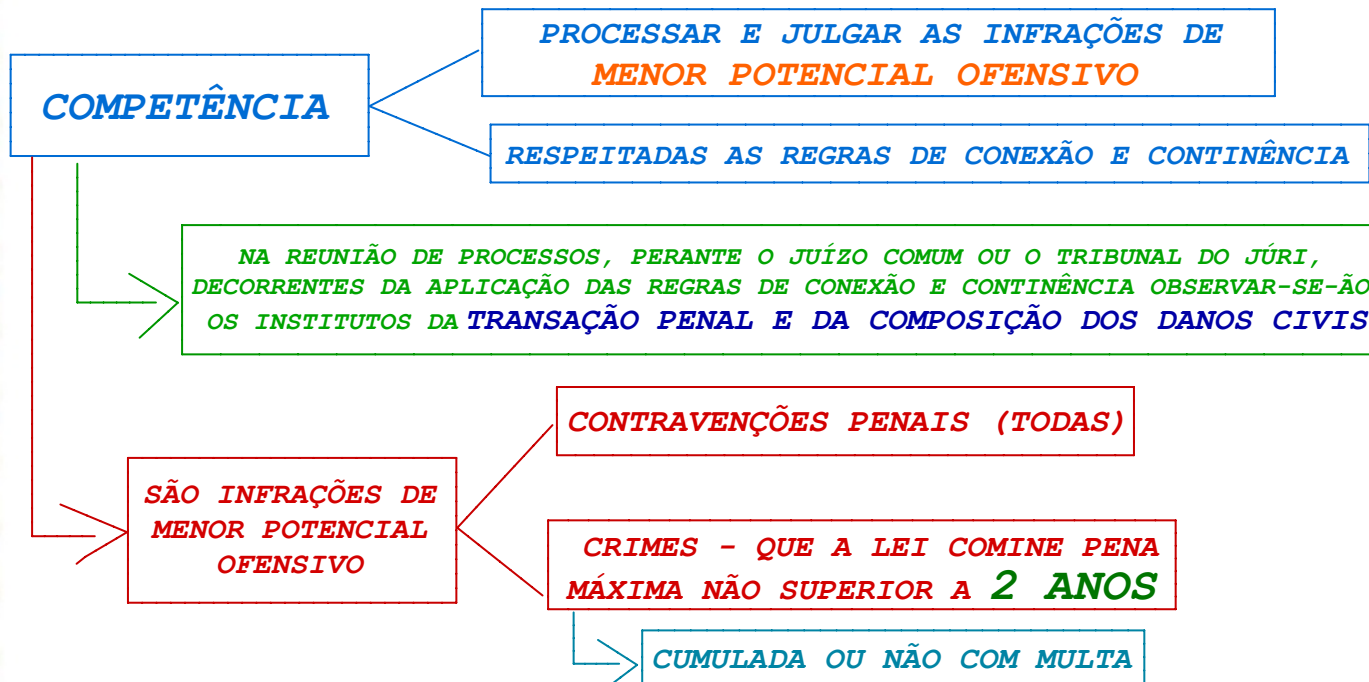 PROCESSAR E JULGAR AS INFRAÇÕES DE
MENOR POTENCIAL OFENSIVO
COMPETÊNCIA
RESPEITADAS AS REGRAS DE CONEXÃO E CONTINÊNCIA
NA REUNIÃO DE PROCESSOS, PERANTE O JUÍZO COMUM OU O TRIBUNAL DO JÚRI,
DECORRENTES DA APLICAÇÃO DAS REGRAS DE CONEXÃO E CONTINÊNCIA OBSERVAR-SE-ÃO
OS INSTITUTOS DA TRANSAÇÃO PENAL E DA COMPOSIÇÃO DOS DANOS CIVIS
CONTRAVENÇÕES PENAIS (TODAS)
SÃO INFRAÇÕES DE
MENOR POTENCIAL
OFENSIVO
CRIMES - QUE A LEI COMINE PENA
MÁXIMA NÃO SUPERIOR A 2 ANOS
CUMULADA OU NÃO COM MULTA